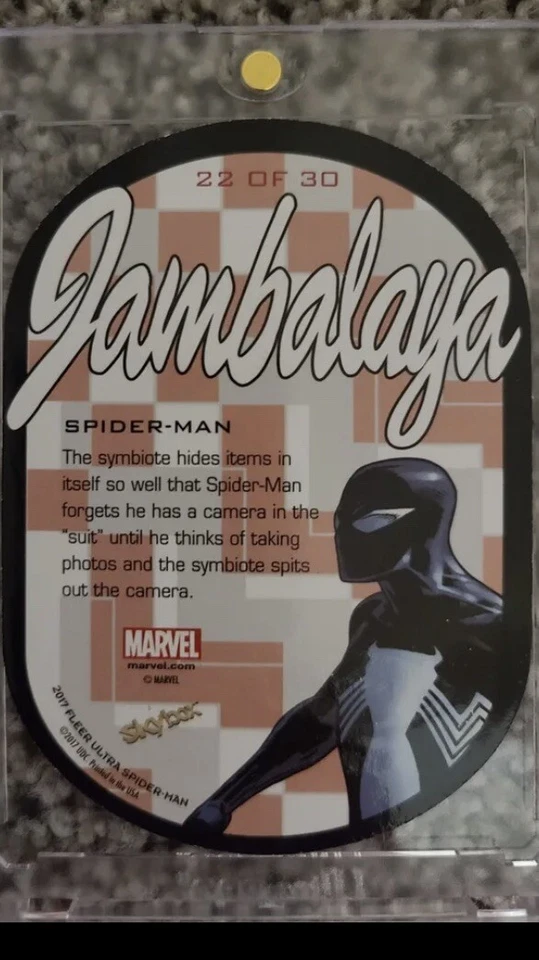 22 OF 30
Jambalaya
SPIDER-MAN
The symbiote hides items in
itself so well that Spider-Man
forgets he has a camera in the
“suit” until he thinks of taking
photos and the symbiote spits
out the camera.
MARVEL
marvel.com
© MARVEL
skybox
2017 FLEER ULTRA SPIDER-MAN
©2017 UDC. Printed in the USA.